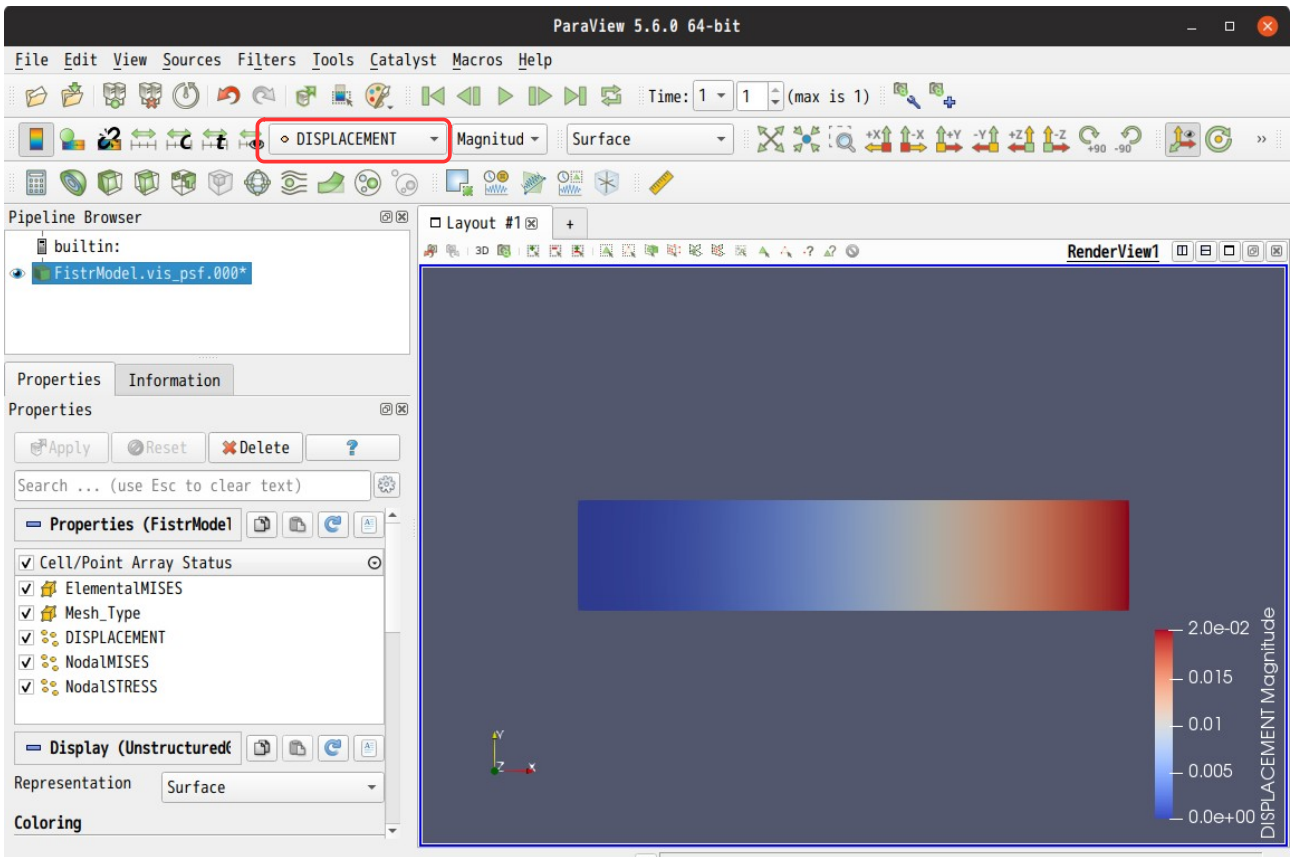 ParaView 5.6.0 64-bit
File Edit View Sources Filters Tools Catalyst Macros Help
Time: 1 1 (max is 1)
DISPLACEMENT Magnitud Surface +X -X +Y -Y +Z -Z +90 -90 »
Pipeline Browser
builtin:
FistrModel.vis_psf.000*
Layout #1 +
3D RenderView1
Properties Information
Properties
Apply Reset Delete ?
Search ... (use Esc to clear text)
Properties (FistrModel
Cell/Point Array Status
ElementalMISES
Mesh_Type
DISPLACEMENT
NodalMISES
NodalSTRESS
Display (Unstructured
Representation Surface
Coloring
Y
Z X
2.0e-02
0.015
0.01
0.005
0.0e+00
DISPLACEMENT Magnitude